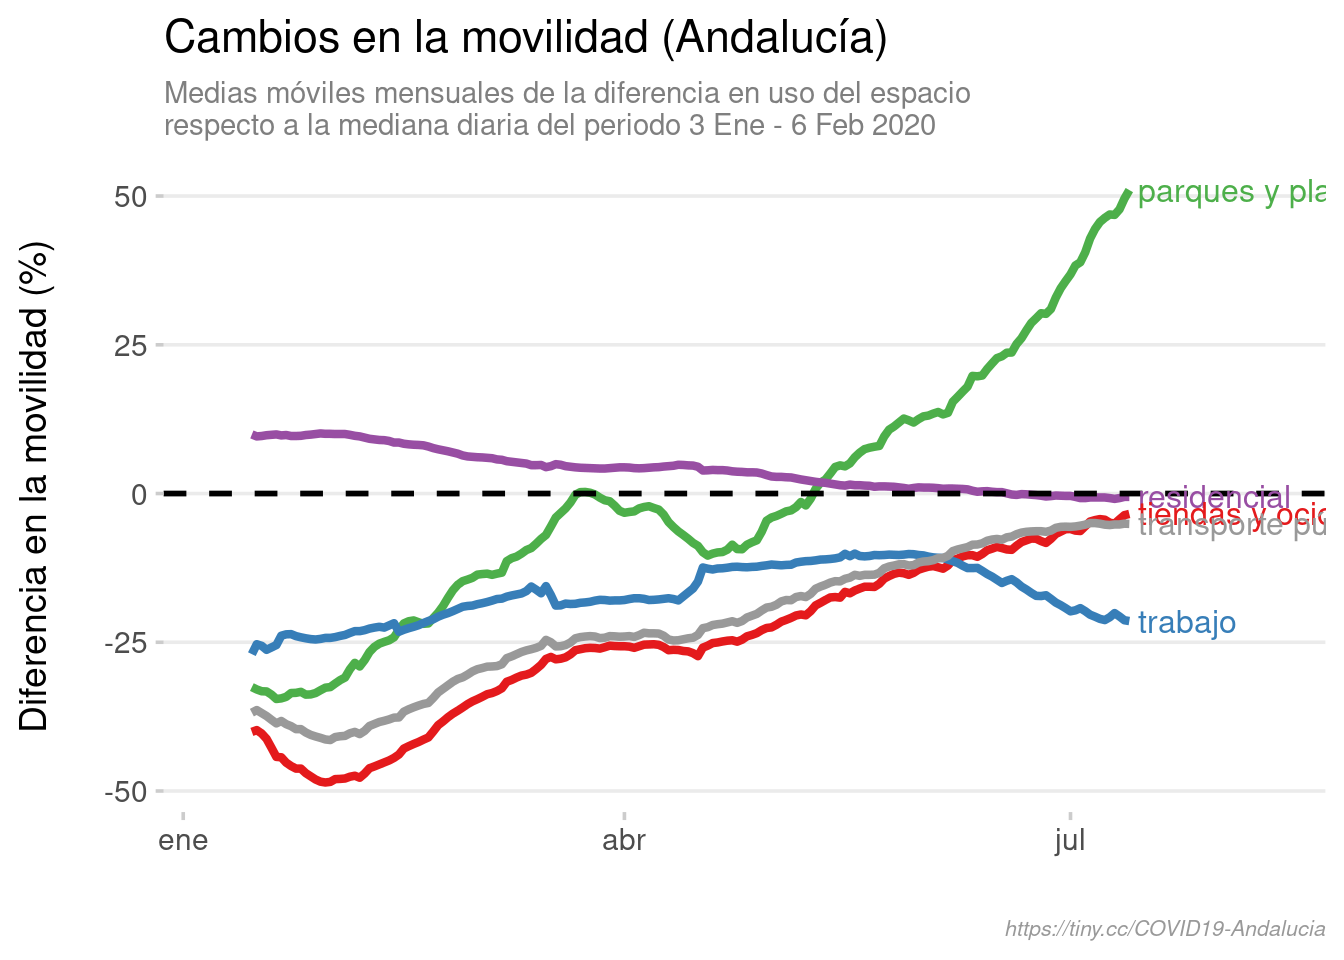 Cambios en la movilidad (Andalucía)
Medias móviles mensuales de la diferencia en uso del espacio
respecto a la mediana diaria del periodo 3 Ene - 6 Feb 2020
Diferencia en la movilidad (%)
50
25
0
-25
-50
parques y pla
residencial
tiendas y ocio
transporte pú
trabajo
ene
abr
jul
https://tiny.cc/COVID19-Andalucia